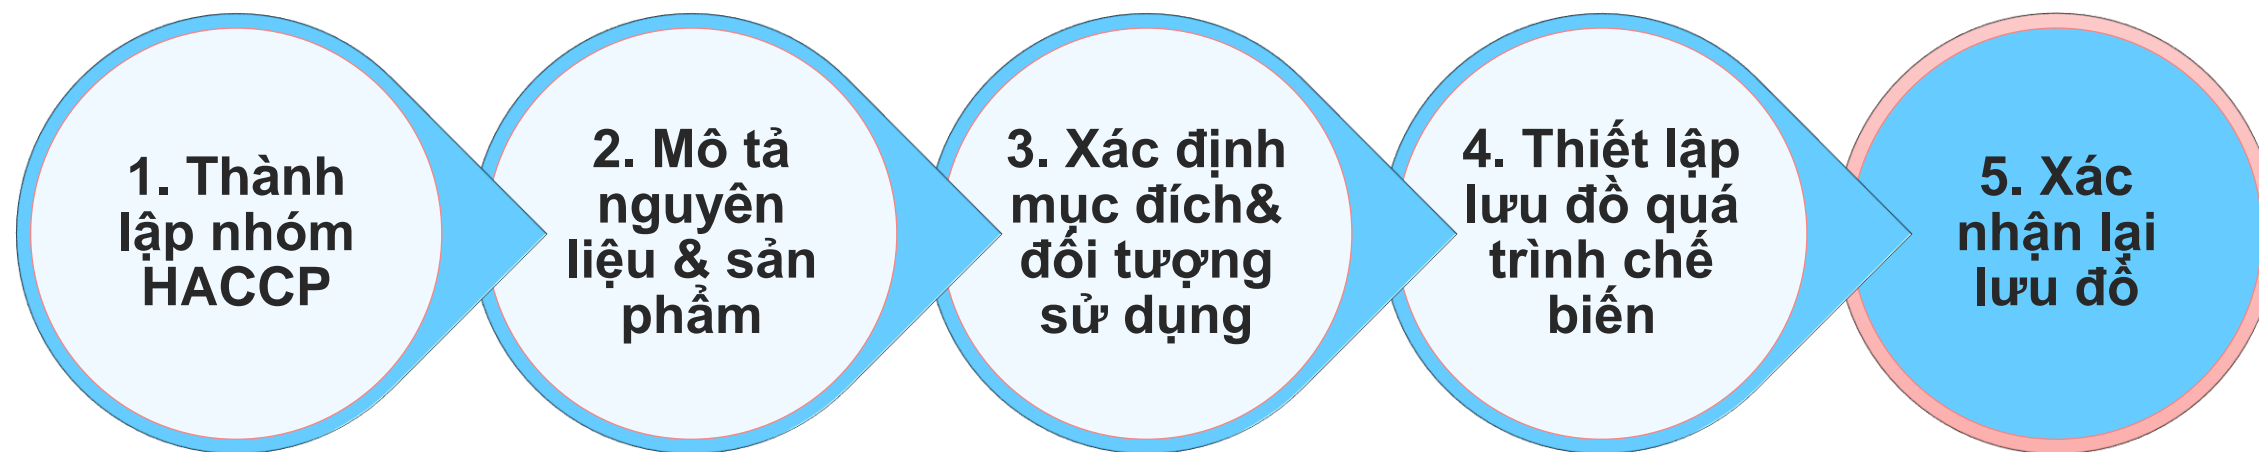 1. Thành
lập nhóm
HACCP
2. Mô tả
nguyên
liệu & sản
phẩm
3. Xác định
mục đích&
đối tượng
sử dụng
4. Thiết lập
lưu đồ quá
trình chế
biến
5. Xác
nhận lại
lưu đồ